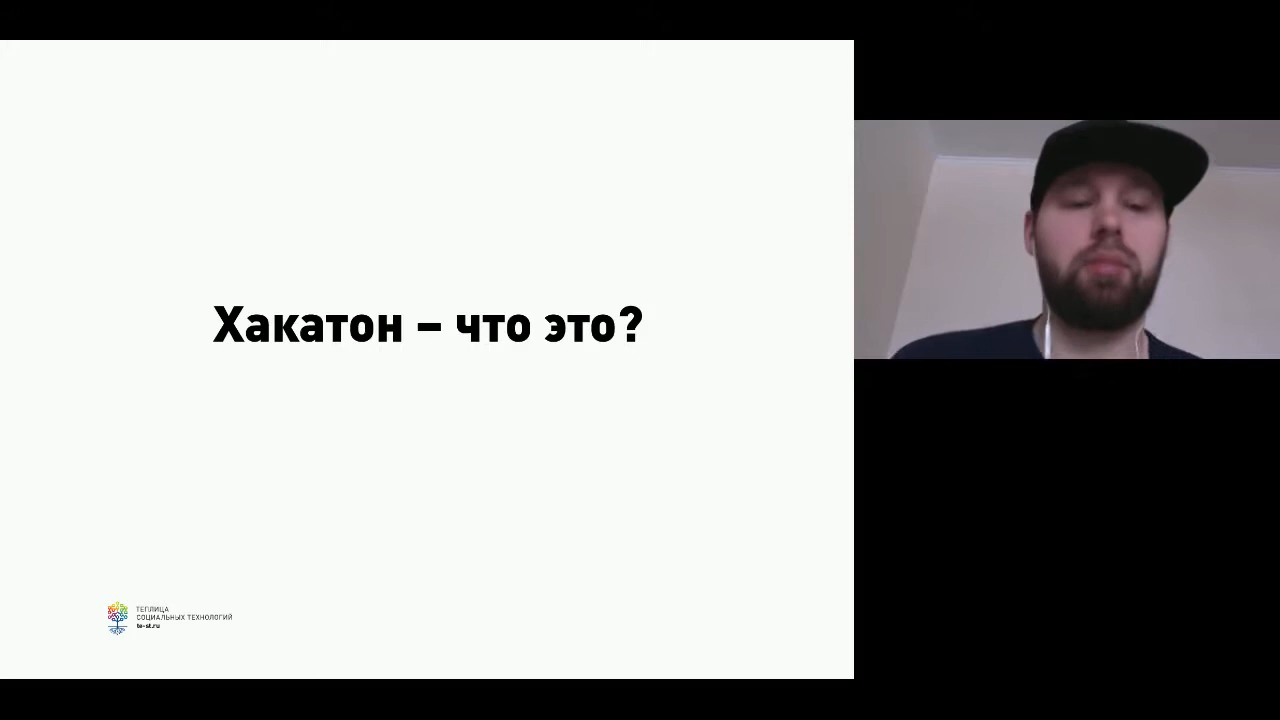 Хакатон – что это?
ТЕПЛИЦА
СОЦИАЛЬНЫХ ТЕХНОЛОГИЙ
te-st.ru